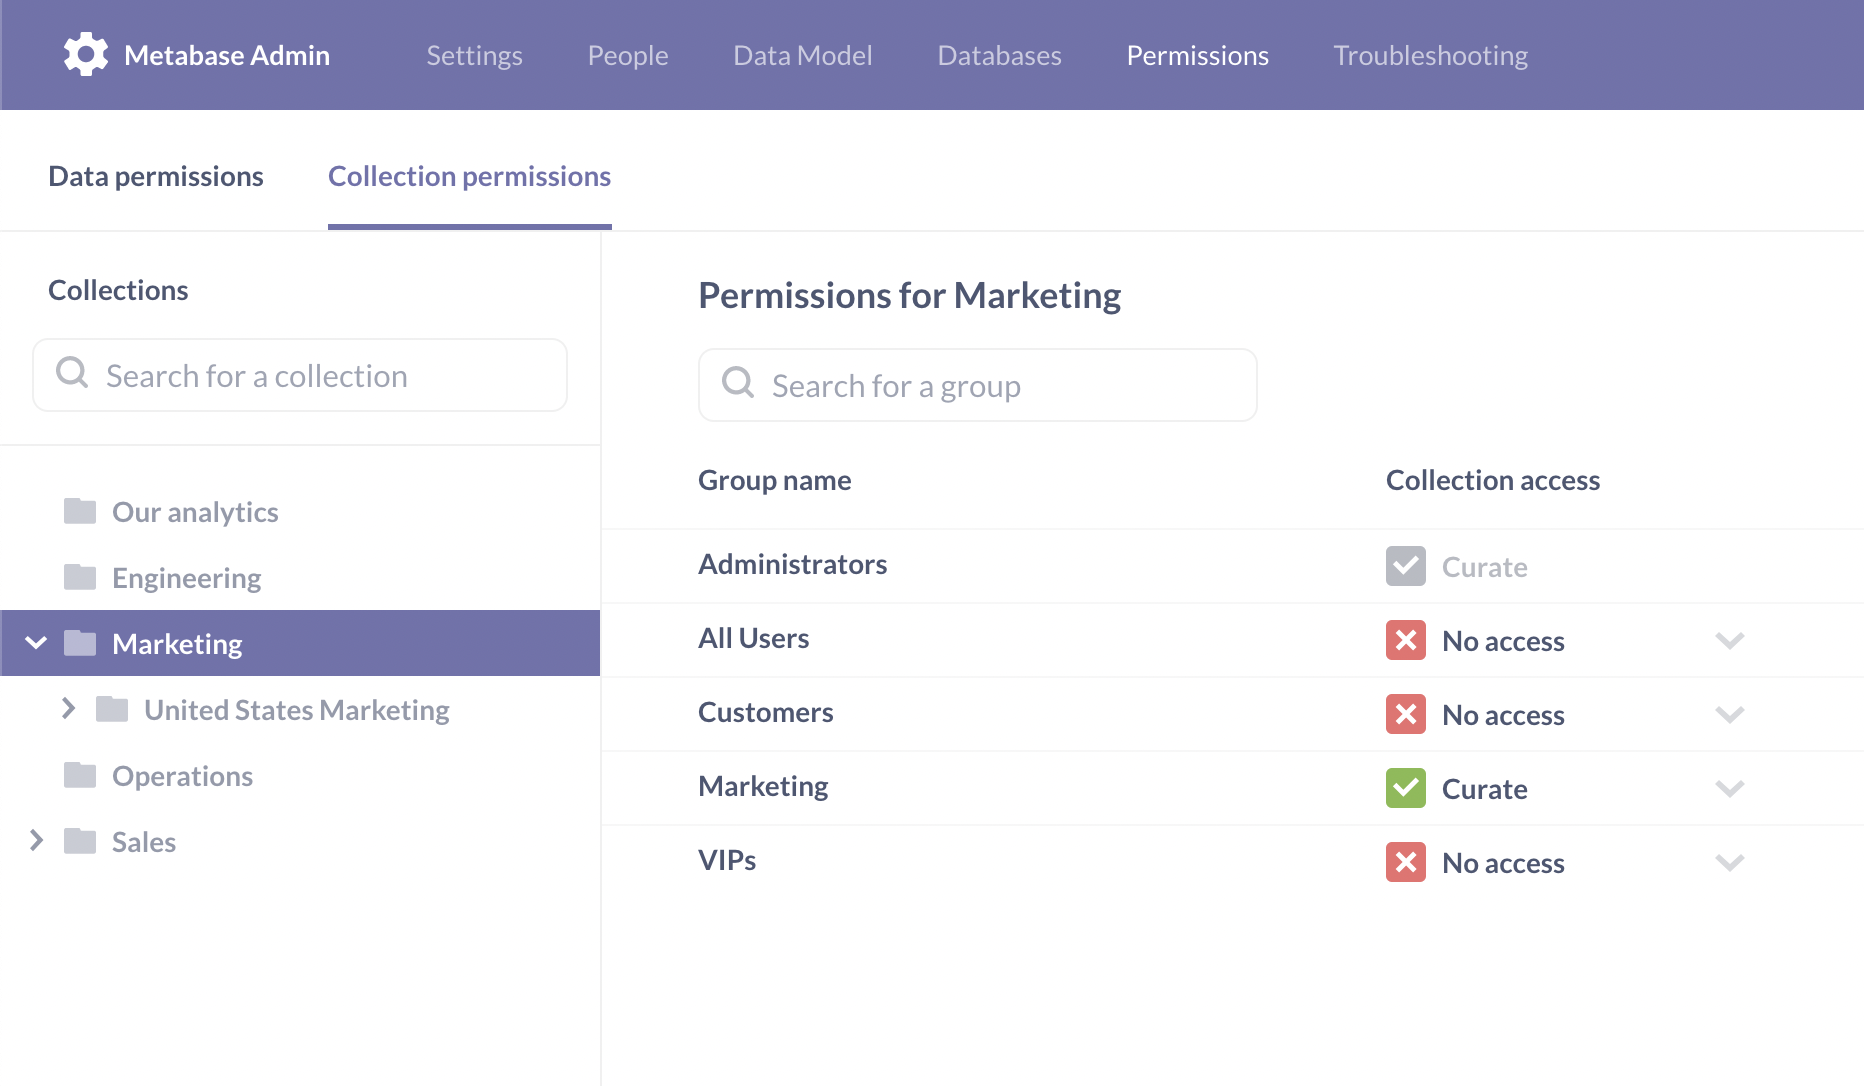 Metabase Admin Settings People Data Model Databases Permissions Troubleshooting
Data permissions Collection permissions
Collections
Search for a collection
Our analytics
Engineering
Marketing
United States Marketing
Operations
Sales
Permissions for Marketing
Search for a group
Group name Collection access
Administrators Curate
All Users No access
Customers No access
Marketing Curate
VIPs No access